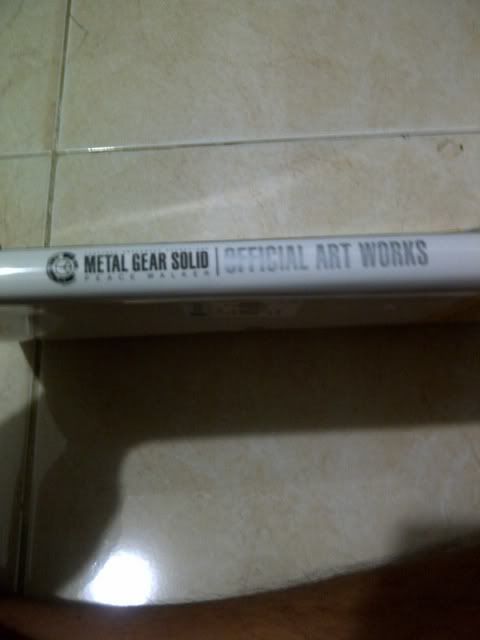 METAL GEAR SOLID
PEACE WALKER
OFFICIAL ART WORKS